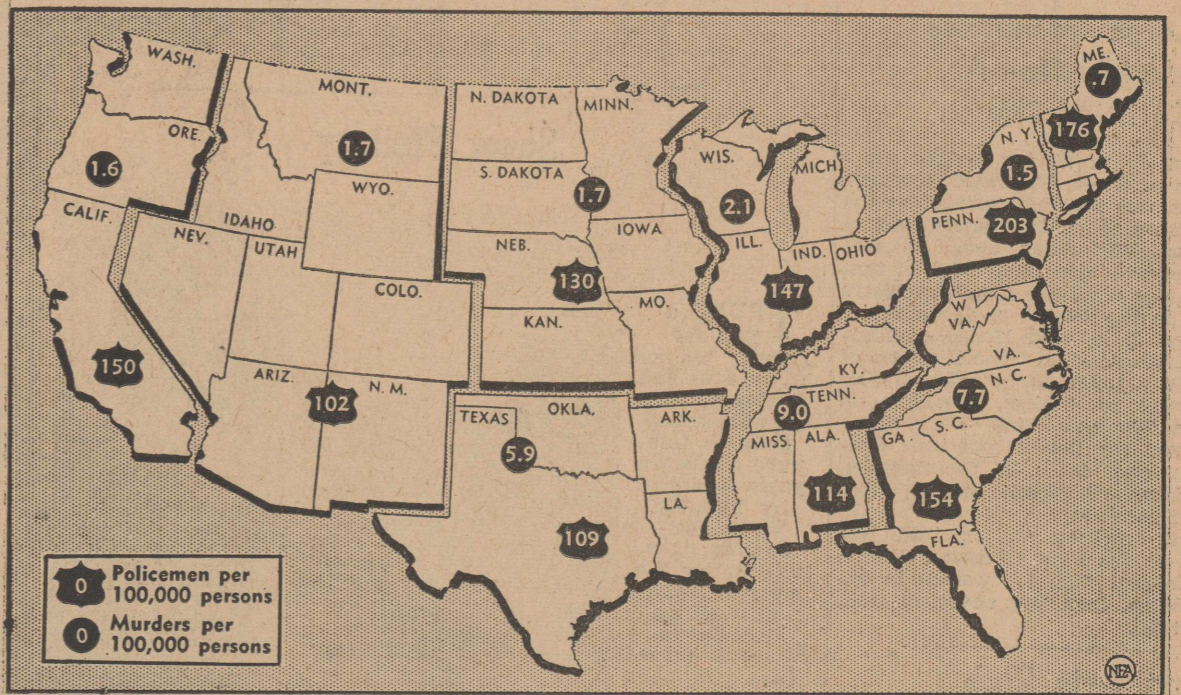 WASH.
ORE.
1.6
CALIF.
150
NEV.
IDAHO
MONT.
1.7
WYO.
UTAH
COLO.
ARIZ.
102
N. M.
N. DAKOTA
S. DAKOTA
MINN.
1.7
NEB.
130
IOWA
KAN.
MO.
TEXAS
OKLA.
5.9
109
ARK.
LA.
WIS.
2.1
MICH.
ILL.
IND.
OHIO
147
KY.
TENN.
9.0
MISS.
ALA.
114
ME.
.7
176
N. Y.
1.5
PENN.
203
W
VA.
VA.
N. C.
7.7
S. C.
GA.
154
FLA.
0
Policemen per
100,000 persons
0
Murders per
100,000 persons
NEA